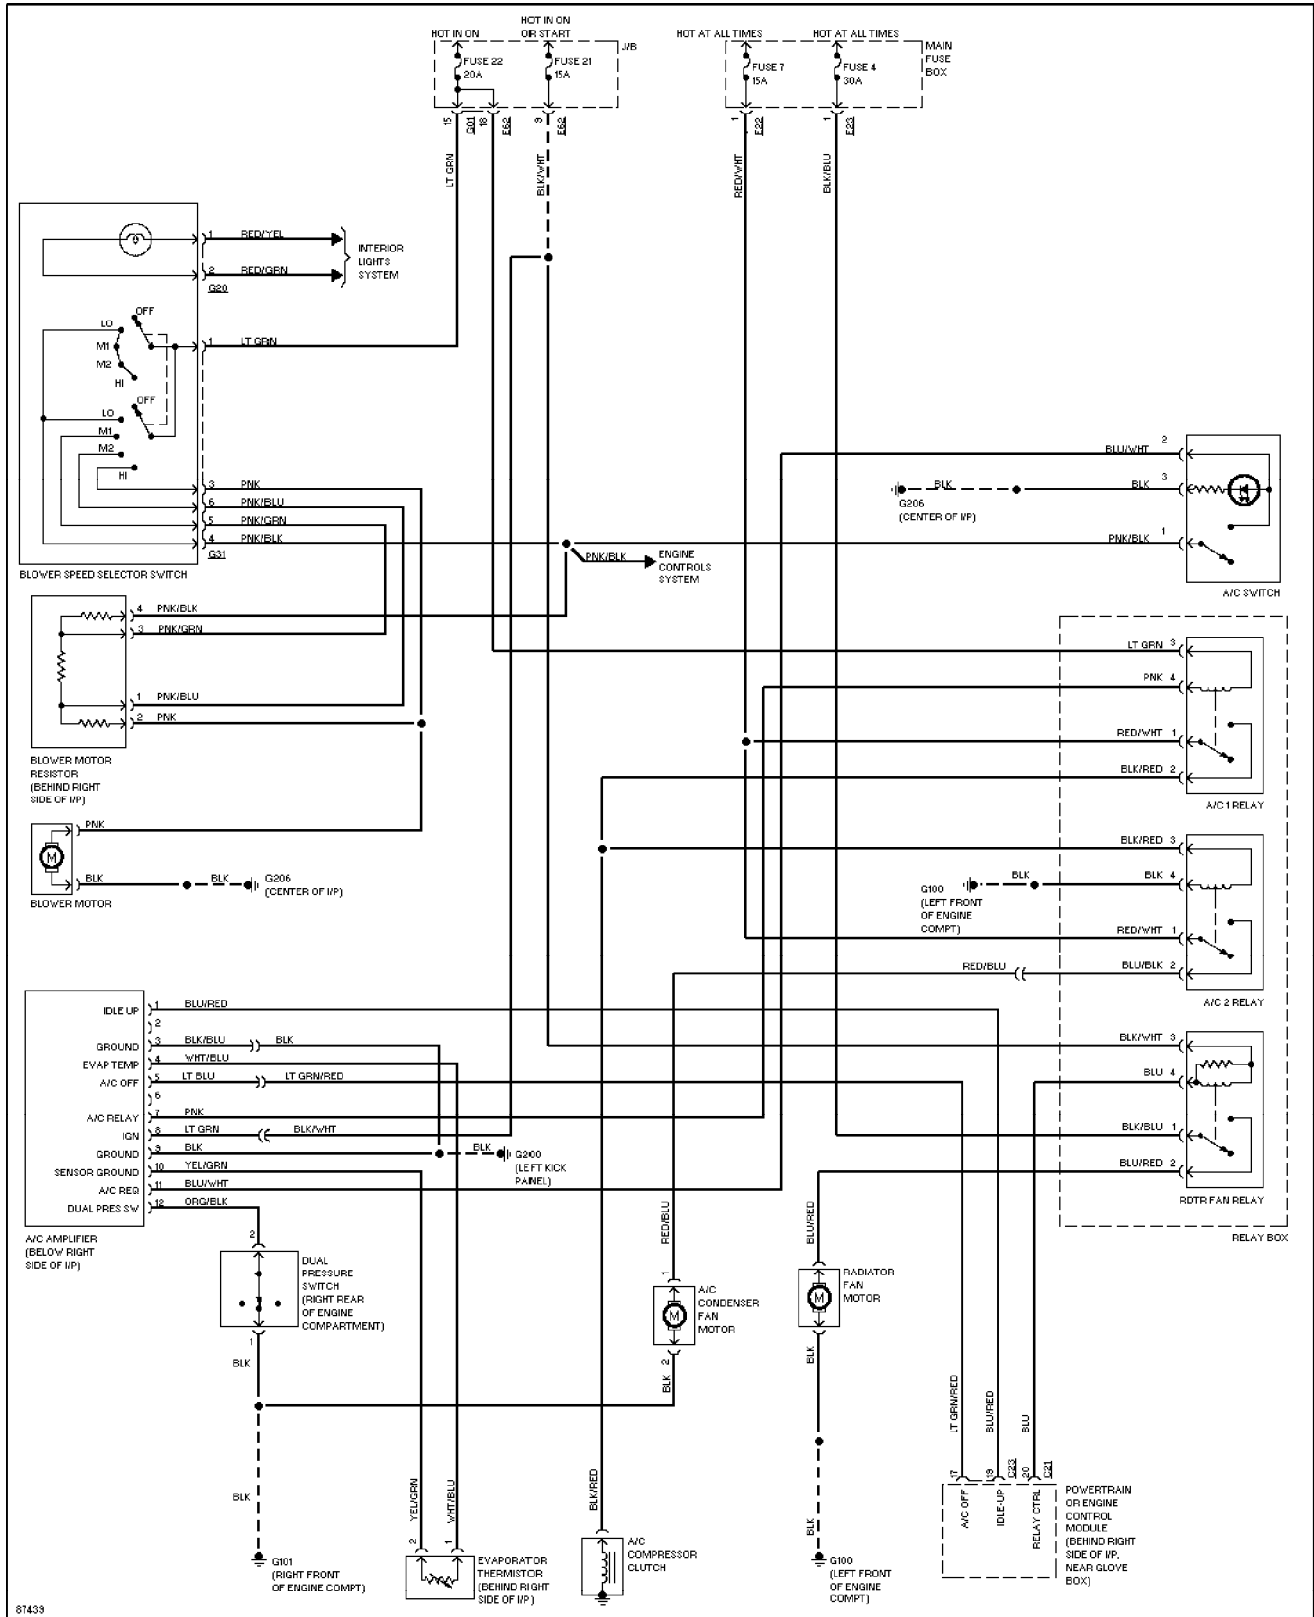 HOT IN ON
HOT IN ON
OR START
HOT AT ALL TIMES
HOT AT ALL TIMES
J/B
FUSE 22
20A
FUSE 21
15A
FUSE 7
15A
FUSE 4
30A
MAIN
FUSE
BOX
15
G01
18
E62
9
E62
1
E22
1
E23
LT GRN
BLK/WHT
RED/WHT
BLK/BLU
1
RED/YEL
2
RED/GRN
G20
INTERIOR
LIGHTS
SYSTEM
OFF
LO
M1
M2
HI
1
LT GRN
OFF
LO
M1
M2
HI
3
PNK
6
PNK/BLU
5
PNK/GRN
4
PNK/BLK
G31
BLOWER SPEED SELECTOR SWITCH
PNK/BLK
ENGINE
CONTROLS
SYSTEM
BLU/WHT
2
BLK
BLK
3
G206
(CENTER OF I/P)
PNK/BLK
1
A/C SWITCH
4
PNK/BLK
3
PNK/GRN
1
PNK/BLU
2
PNK
BLOWER MOTOR
RESISTOR
(BEHIND RIGHT
SIDE OF I/P)
LT GRN
3
PNK
4
RED/WHT
1
BLK/RED
2
A/C 1 RELAY
PNK
M
BLK
BLK
G206
(CENTER OF I/P)
BLOWER MOTOR
BLK/RED
3
BLK
BLK
4
G100
(LEFT FRONT
OF ENGINE
COMPT)
RED/WHT
1
RED/BLU
BLU/BLK
2
A/C 2 RELAY
IDLE UP
1
BLU/RED
2
GROUND
3
BLK/BLU
BLK
EVAP TEMP
4
WHT/BLU
A/C OFF
5
LT BLU
LT GRN/RED
6
A/C RELAY
7
PNK
IGN
8
LT GRN
BLK/WHT
GROUND
9
BLK
BLK
G200
(LEFT KICK
PANEL)
SENSOR GROUND
10
YEL/GRN
A/C REQ
11
BLU/WHT
DUAL PRES SW
12
ORG/BLK
A/C AMPLIFIER
(BELOW RIGHT
SIDE OF I/P)
BLK/WHT
3
BLU
4
BLK/BLU
1
BLU/RED
2
RDTR FAN RELAY
RELAY BOX
2
DUAL
PRESSURE
SWITCH
(RIGHT REAR
OF ENGINE
COMPARTMENT)
1
BLK
RED/BLU
1
M
A/C
CONDENSER
FAN
MOTOR
2
BLK
BLU/RED
M
RADIATOR
FAN
MOTOR
BLK
G101
(RIGHT FRONT
OF ENGINE COMPT)
YEL/GRN
WHT/BLU
2
1
EVAPORATOR
THERMISTOR
(BEHIND RIGHT
SIDE OF I/P)
BLK/RED
A/C
COMPRESSOR
CLUTCH
BLK
G100
(LEFT FRONT
OF ENGINE
COMPT)
LT GRN/RED
BLU/RED
BLU
17
19
C23
20
C21
A/C OFF
IDLE-UP
RELAY CTRL
POWERTRAIN
OR ENGINE
CONTROL
MODULE
(BEHIND RIGHT
SIDE OF I/P,
NEAR GLOVE
BOX)
87439